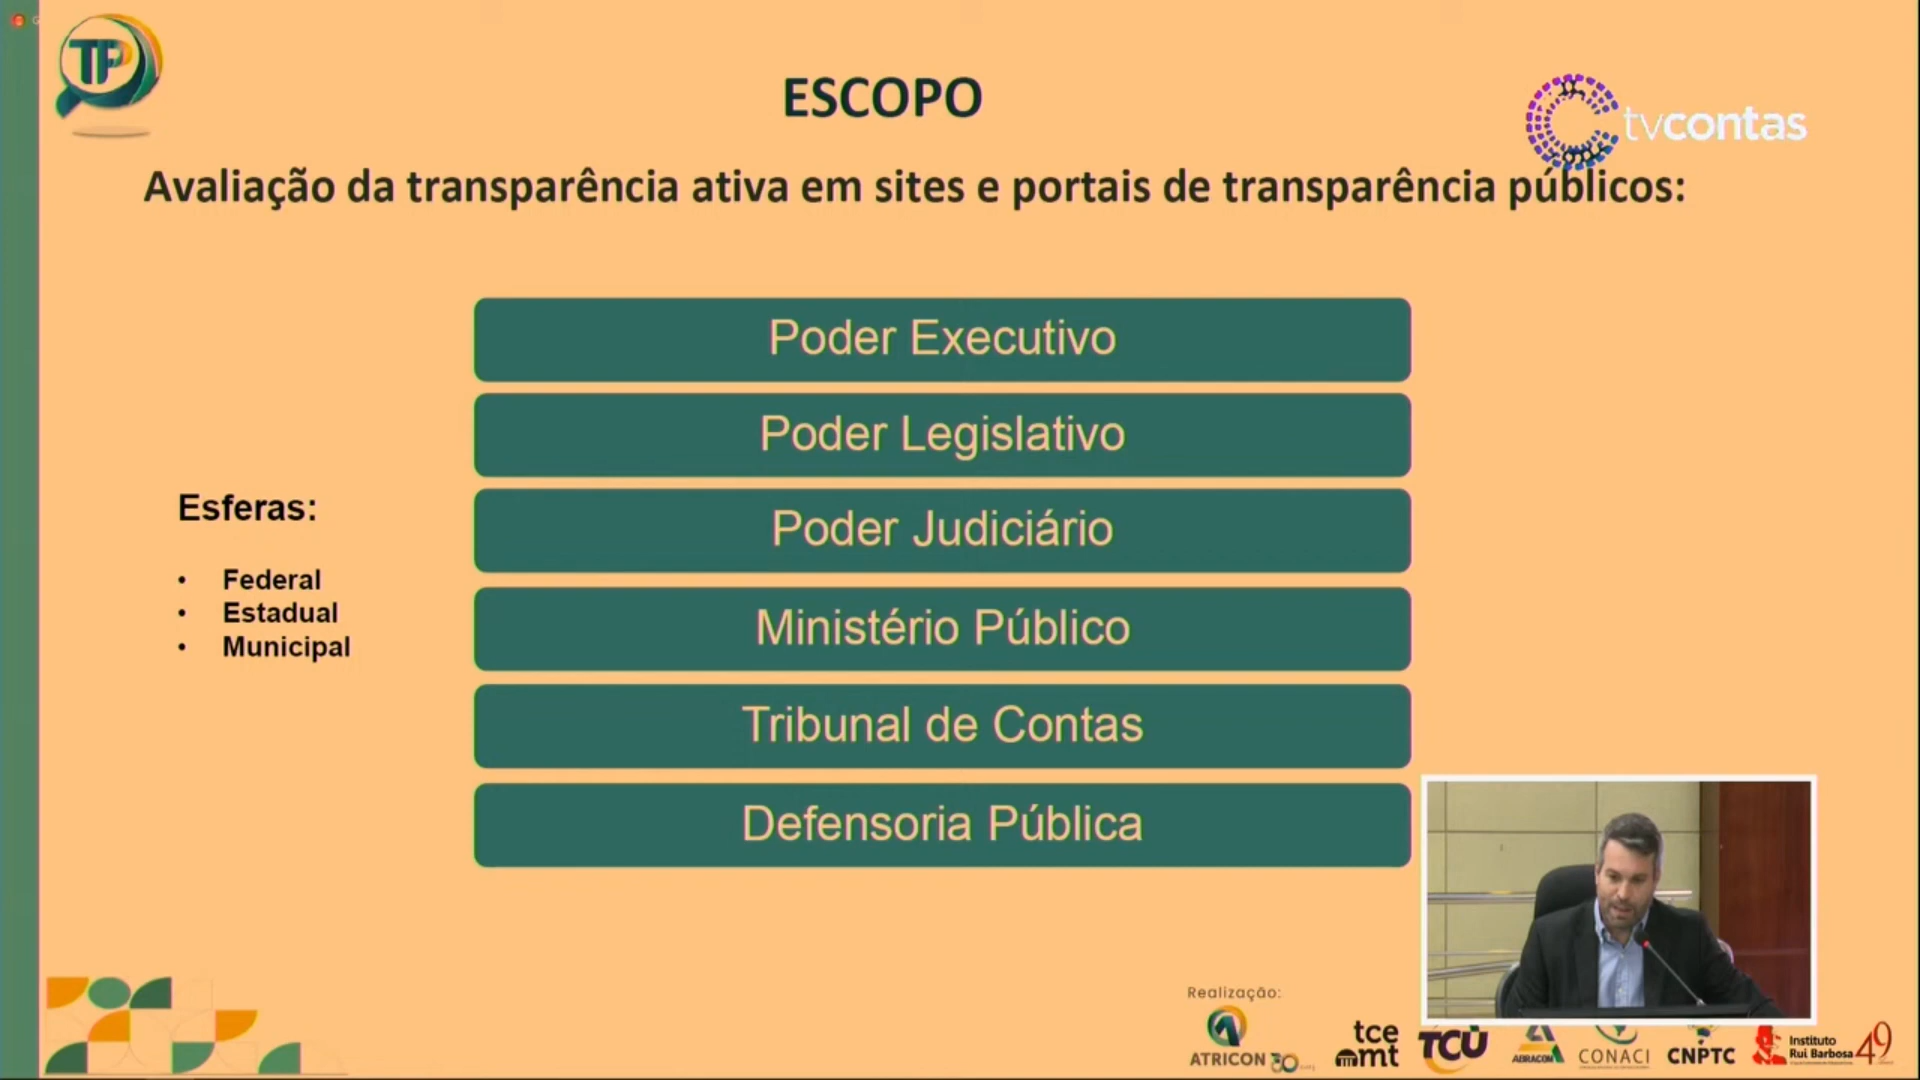 TP
ESCOPO
tvcontas
Avaliação da transparência ativa em sites e portais de transparência públicos:
Poder Executivo
Poder Legislativo
Poder Judiciário
Ministério Público
Tribunal de Contas
Defensoria Pública
Esferas:
• Federal
• Estadual
• Municipal
Realização:
ATRICON 30
tce
mt
TCU
ABRACOM
CONACI
CNPTC
Instituto
Rui Barbosa
49